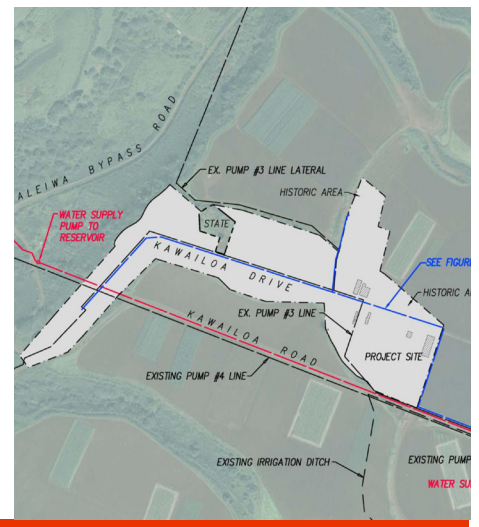 ALEIWA BYPASS ROAD
EX. PUMP #3 LINE LATERAL
HISTORIC AREA
WATER SUPPLY
PUMP TO
RESERVOIR
STATE
KAWAILOA DRIVE
SEE FIGUR
HISTORIC A
EX. PUMP #3 LINE
KAWAILOA ROAD
PROJECT SITE
EXISTING PUMP #4 LINE
EXISTING IRRIGATION DITCH
EXISTING PUMP
WATER SU